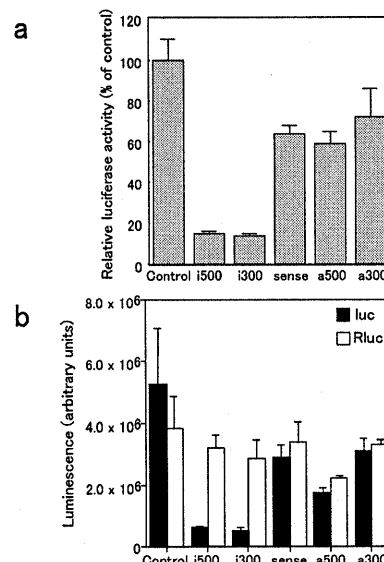 a
Relative luciferase activity (% of control)
120
100
80
60
40
20
0
Control i500 i300 sense a500 a300
b
Luminescence (arbitrary units)
8.0 x 10⁶
6.0 x 10⁶
4.0 x 10⁶
2.0 x 10⁶
0
luc
Rluc
Control i500 i300 sense a500 a300